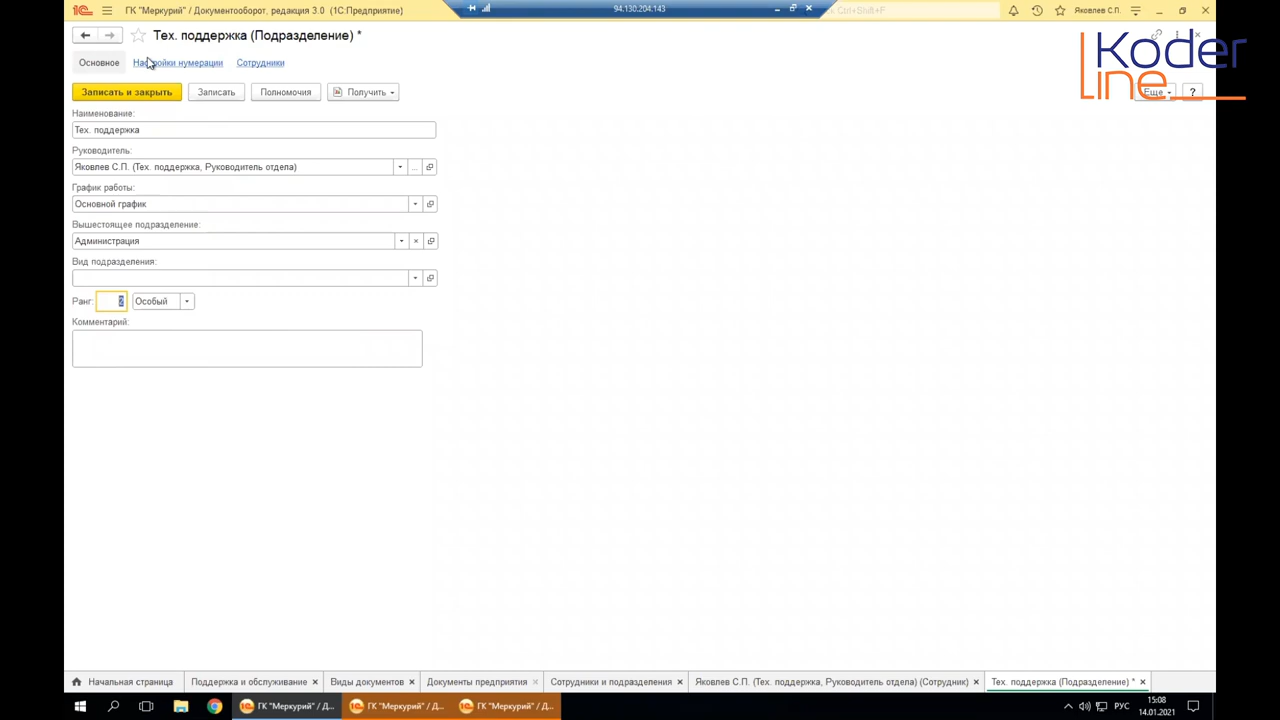 ГК "Меркурий" / Документооборот, редакция 3.0 (1С:Предприятие)
94.130.204.143
Ctrl+Shift+F
Яковлев С.П.
Тех. поддержка (Подразделение) *
Koder
line
Основное
Настройки нумерации
Сотрудники
Записать и закрыть
Записать
Полномочия
Получить
Еще
?
Наименование:
Тех. поддержка
Руководитель:
Яковлев С.П. (Тех. поддержка, Руководитель отдела)
График работы:
Основной график
Вышестоящее подразделение:
Администрация
Вид подразделения:
Ранг: 2 Особый
Комментарий:
Начальная страница
Поддержка и обслуживание
Виды документов
Документы предприятия
Сотрудники и подразделения
Яковлев С.П. (Тех. поддержка, Руководитель отдела) (Сотрудник)
Тех. поддержка (Подразделение) *
ГК "Меркурий" / Д...
ГК "Меркурий" / Д...
ГК "Меркурий" / Д...
РУС
15:08
14.01.2021